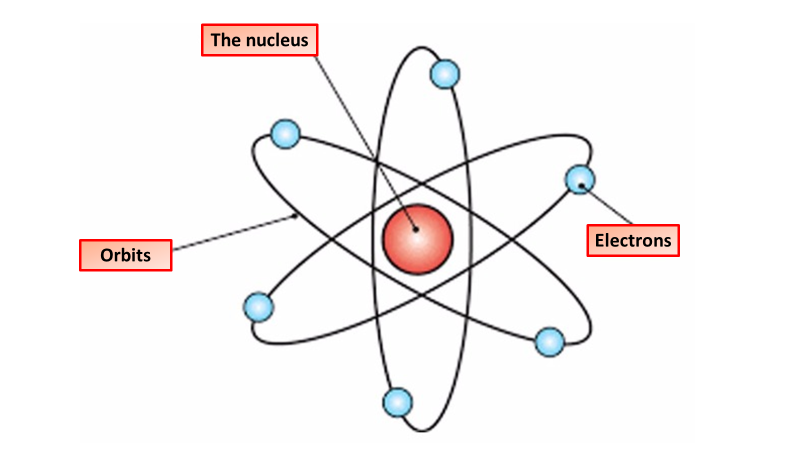 The nucleus
Orbits
Electrons